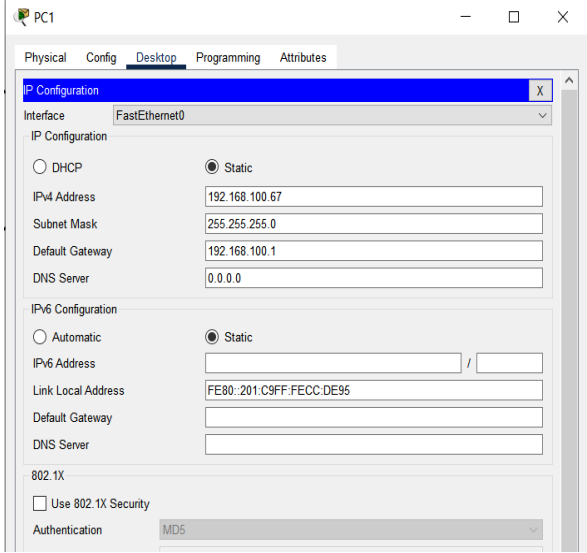 PC1
Physical Config Desktop Programming Attributes
IP Configuration X
Interface FastEthernet0
IP Configuration
DHCP Static
IPv4 Address 192.168.100.67
Subnet Mask 255.255.255.0
Default Gateway 192.168.100.1
DNS Server 0.0.0.0
IPv6 Configuration
Automatic Static
IPv6 Address /
Link Local Address FE80::201:C9FF:FECC:DE95
Default Gateway
DNS Server
802.1X
Use 802.1X Security
Authentication MD5